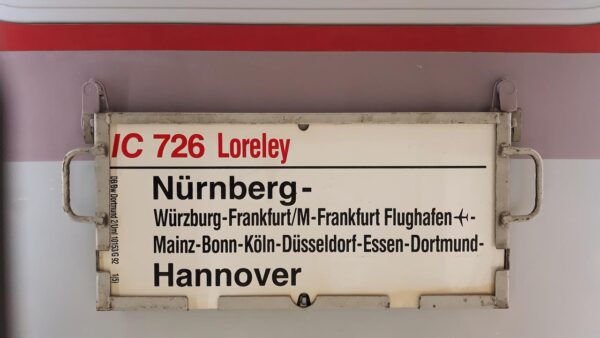 IC 726 Loreley
Nürnberg-
Würzburg-Frankfurt/M-Frankfurt Flughafen✈-
Mainz-Bonn-Köln-Düsseldorf-Essen-Dortmund-
Hannover